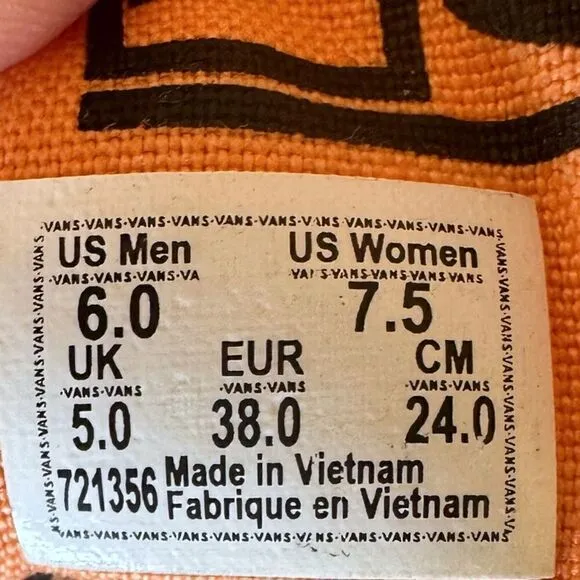 VANS·VANS·VANS·VANS·VANS·VANS·VANS·VANS·VANS·VANS·VANS
US Men US Women
VANS·VANS·VANS·VA VANS·VANS·VANS·VANS
6.0 7.5
UK EUR CM
·VANS·VANS ·VANS·VANS ·VANS·VANS
5.0 38.0 24.0
721356 Made in Vietnam
Fabrique en Vietnam